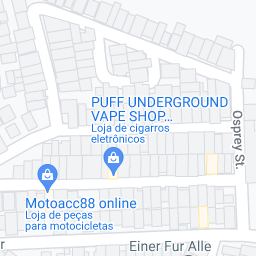 PUFF UNDERGROUND
VAPE SHOP...
Loja de cigarros
eletrônicos
Osprey St.
Motoacc88 online
Loja de peças
para motocicletas
r
Einer Fur Alle